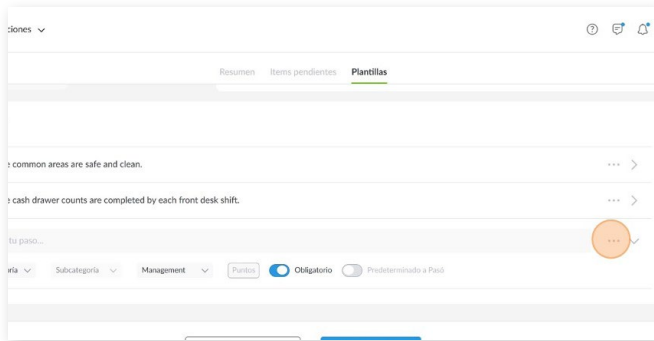 ciones
Resumen Items pendientes Plantillas
common areas are safe and clean.
cash drawer counts are completed by each front desk shift.
tu paso...
ría Subcategoría Management Puntos Obligatorio Predeterminado a Pasó